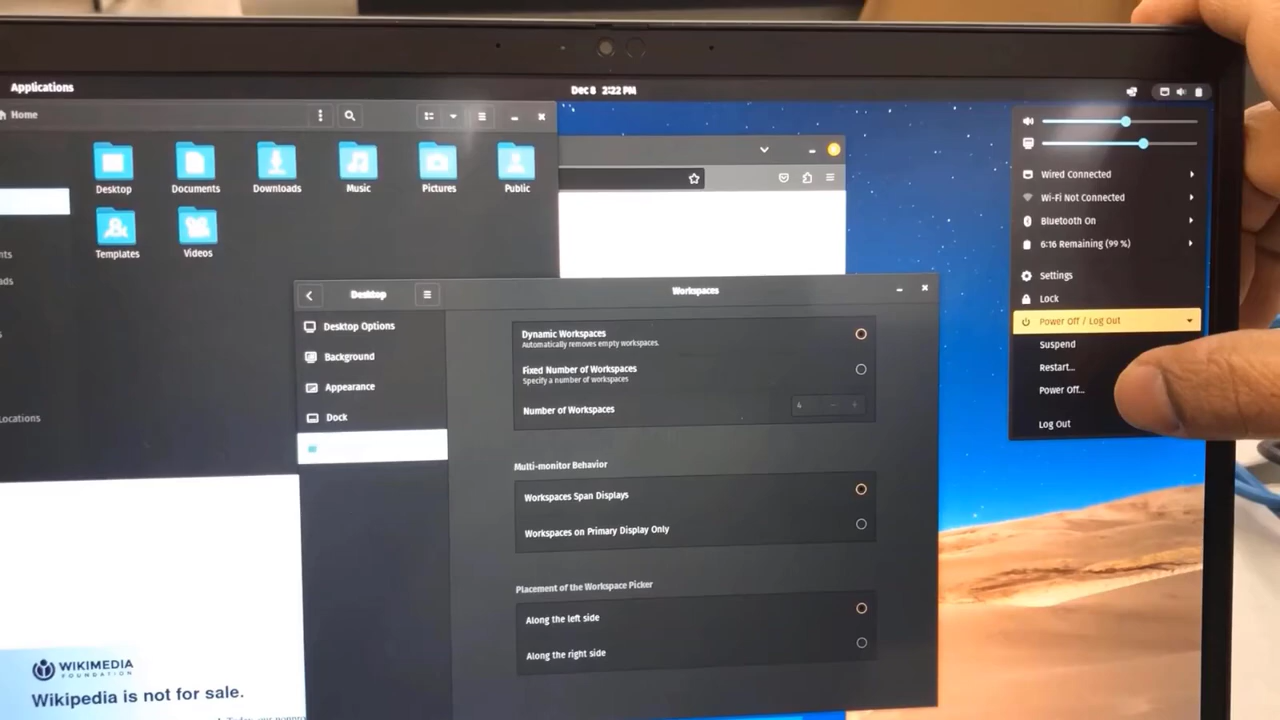 Applications
Dec 8 2:22 PM
Home
Desktop
Documents
Downloads
Music
Pictures
Public
Templates
Videos
Wired Connected
Wi-Fi Not Connected
Bluetooth On
6:16 Remaining (99 %)
Settings
Lock
Power Off / Log Out
Suspend
Restart...
Power Off...
Log Out
Desktop
Workspaces
Desktop Options
Background
Appearance
Dock
Dynamic Workspaces
Automatically removes empty workspaces.
Fixed Number of Workspaces
Specify a number of workspaces
Number of Workspaces
4 − +
Multi-monitor Behavior
Workspaces Span Displays
Workspaces on Primary Display Only
Placement of the Workspace Picker
Along the left side
Along the right side
WIKIMEDIA
FOUNDATION
Wikipedia is not for sale.